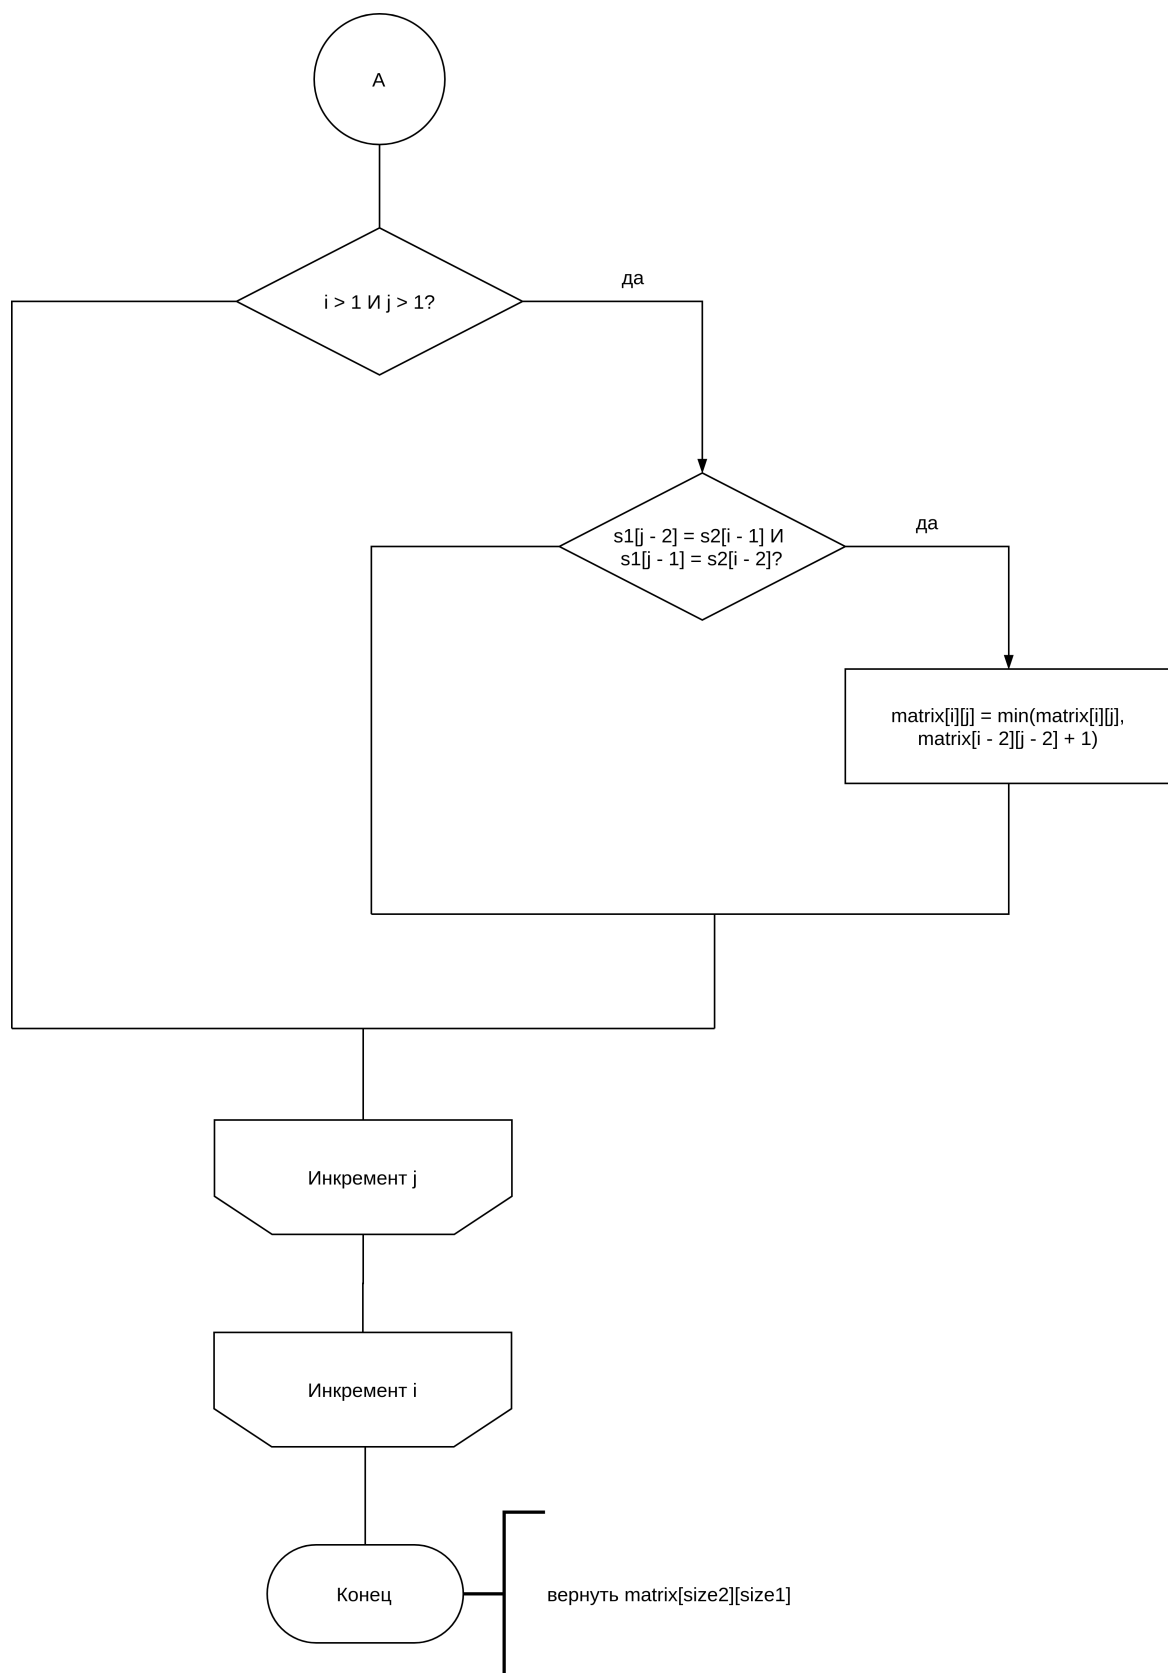 A
i > 1 И j > 1?
да
s1[j - 2] = s2[i - 1] И
s1[j - 1] = s2[i - 2]?
да
matrix[i][j] = min(matrix[i][j],
matrix[i - 2][j - 2] + 1)
Инкремент j
Инкремент i
Конец
вернуть matrix[size2][size1]